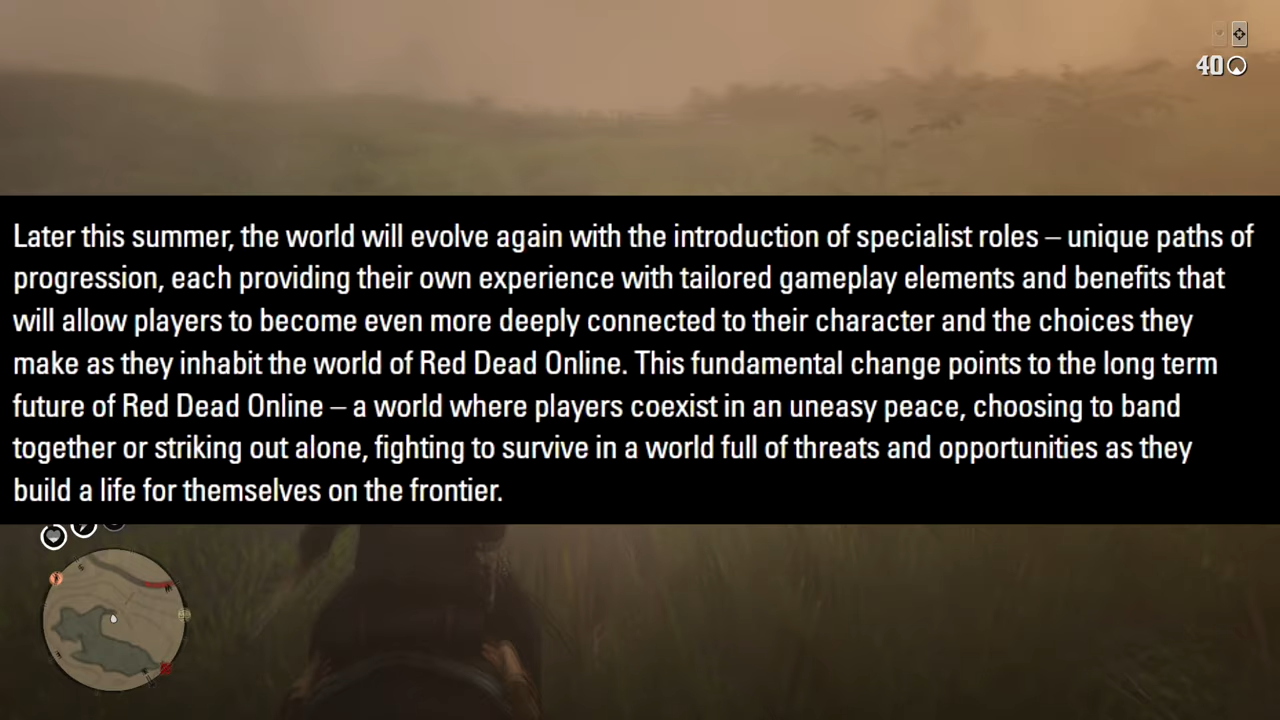 40
Later this summer, the world will evolve again with the introduction of specialist roles – unique paths of
progression, each providing their own experience with tailored gameplay elements and benefits that
will allow players to become even more deeply connected to their character and the choices they
make as they inhabit the world of Red Dead Online. This fundamental change points to the long term
future of Red Dead Online – a world where players coexist in an uneasy peace, choosing to band
together or striking out alone, fighting to survive in a world full of threats and opportunities as they
build a life for themselves on the frontier.